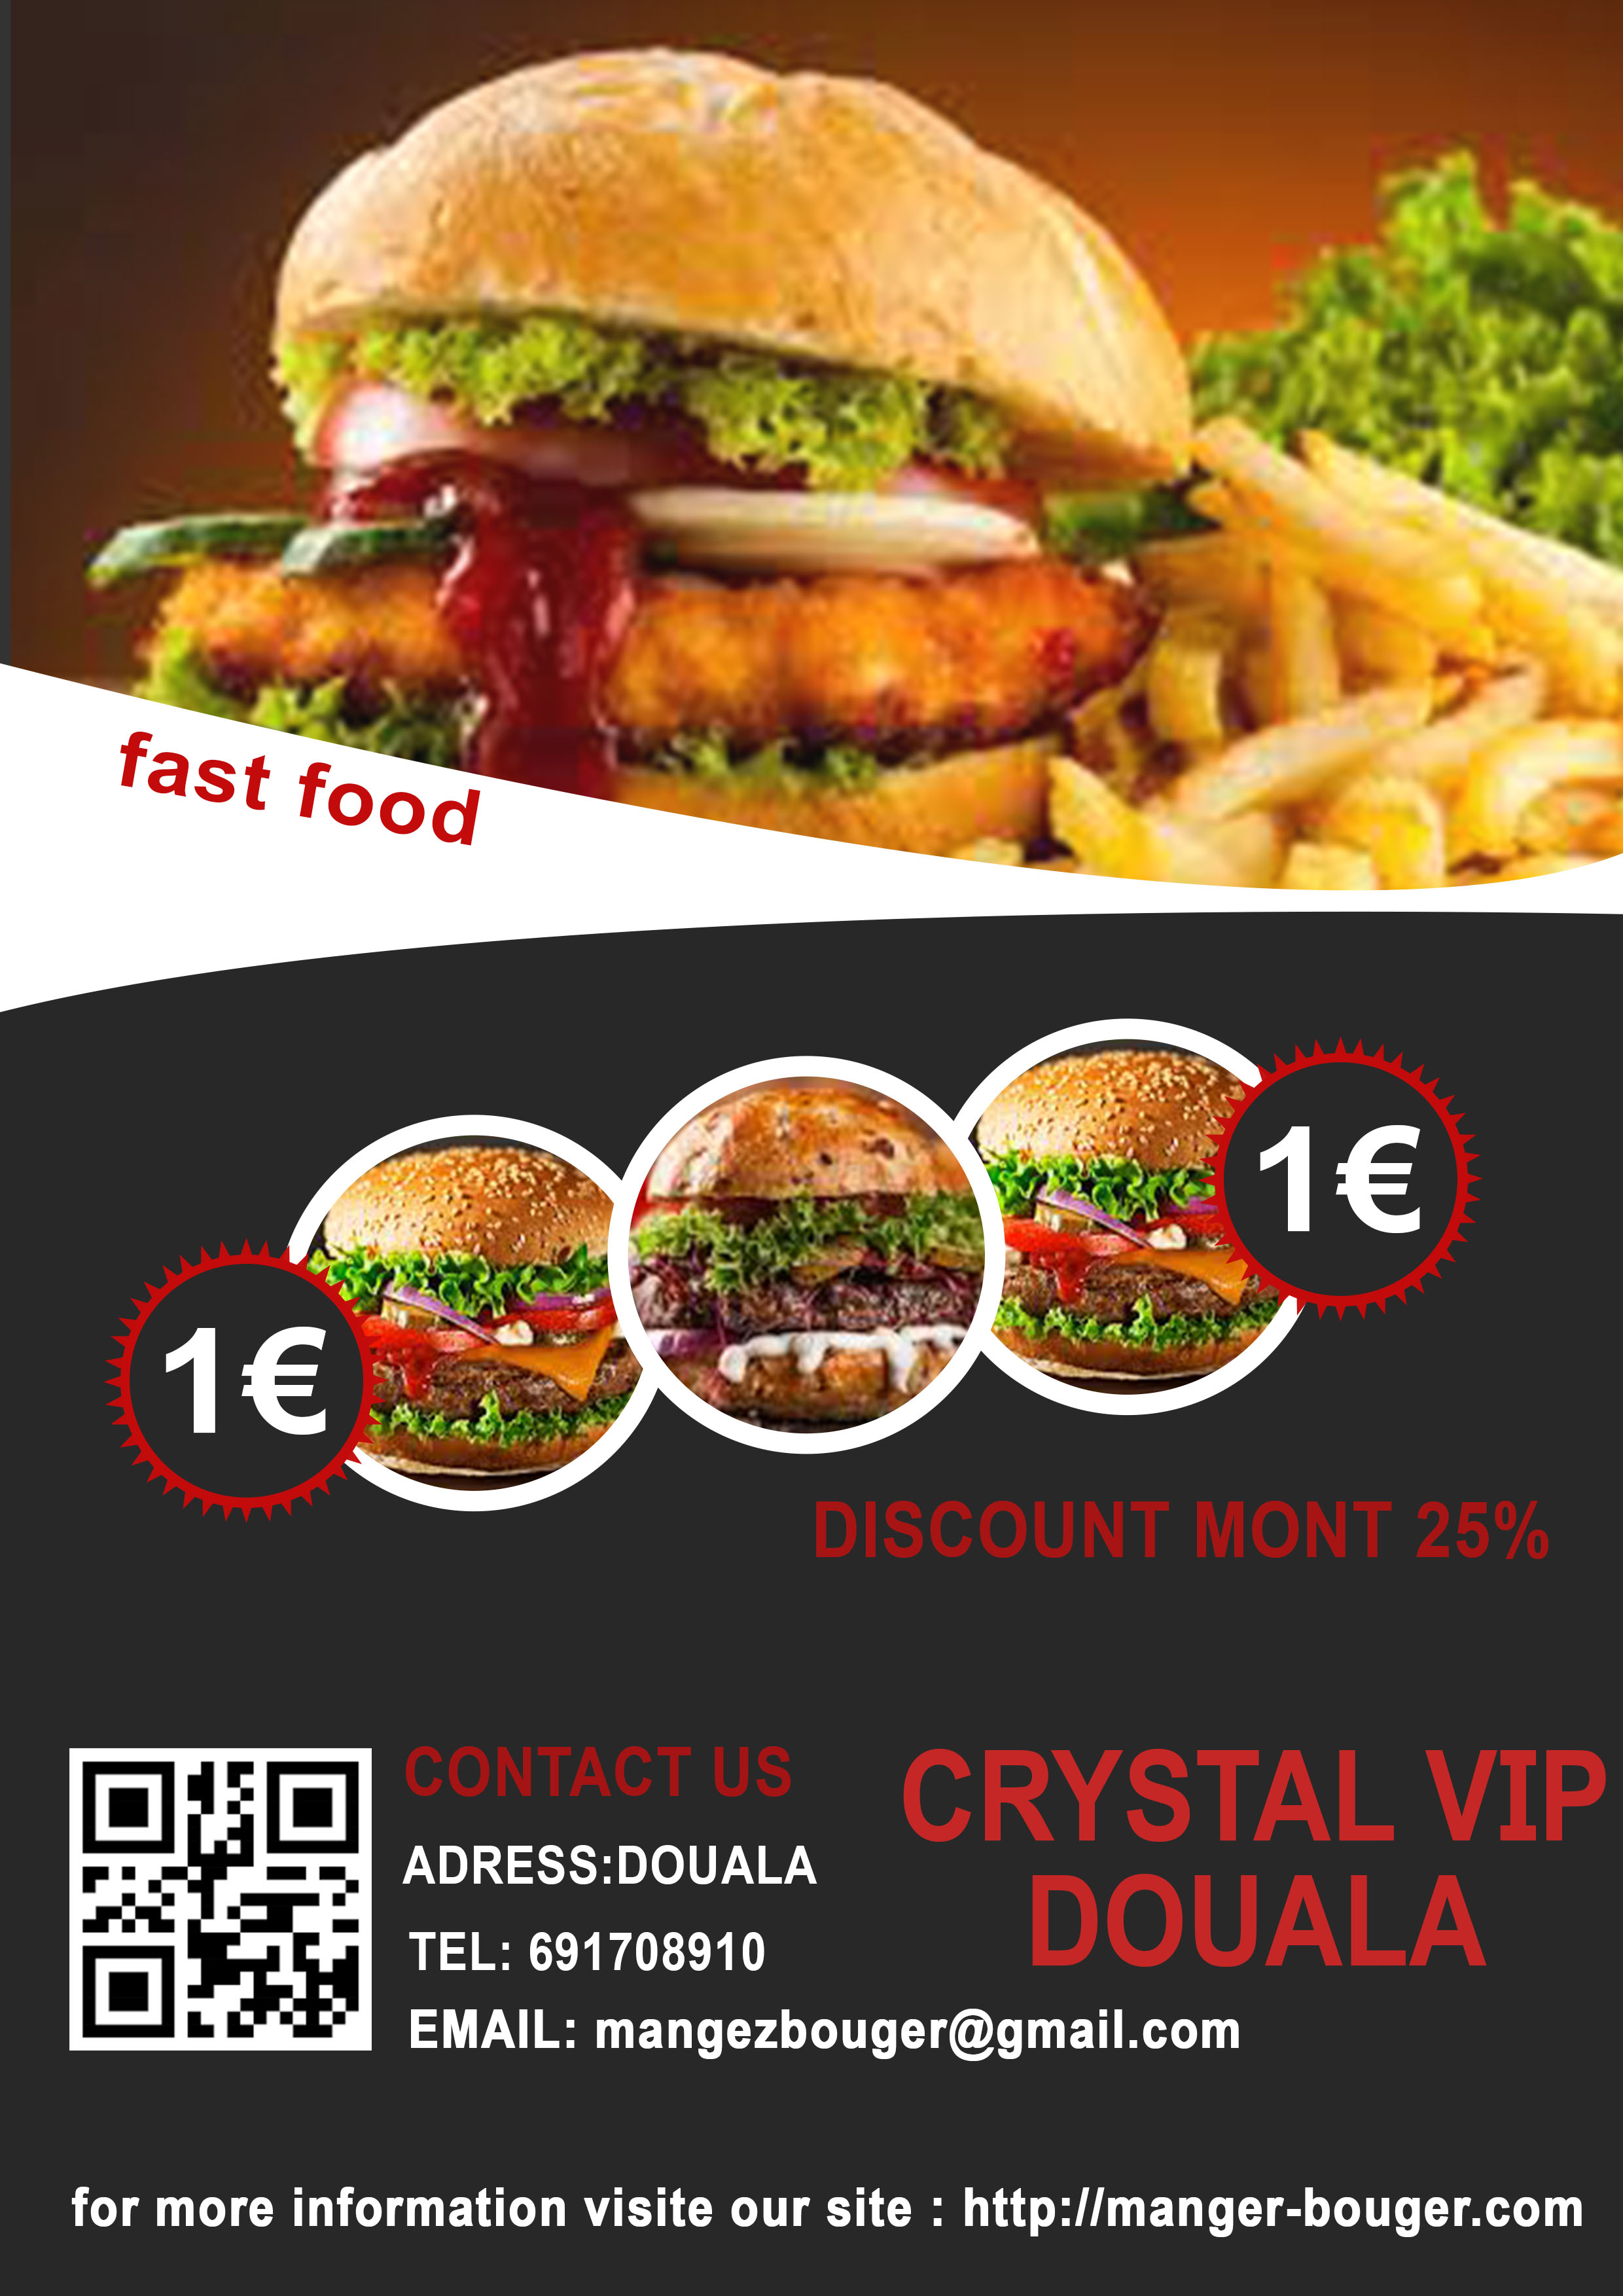 fast food
1€
1€
DISCOUNT MONT 25%
CONTACT US
ADRESS:DOUALA
TEL: 691708910
EMAIL: mangezbouger@gmail.com
CRYSTAL VIP
DOUALA
for more information visite our site : http://manger-bouger.com